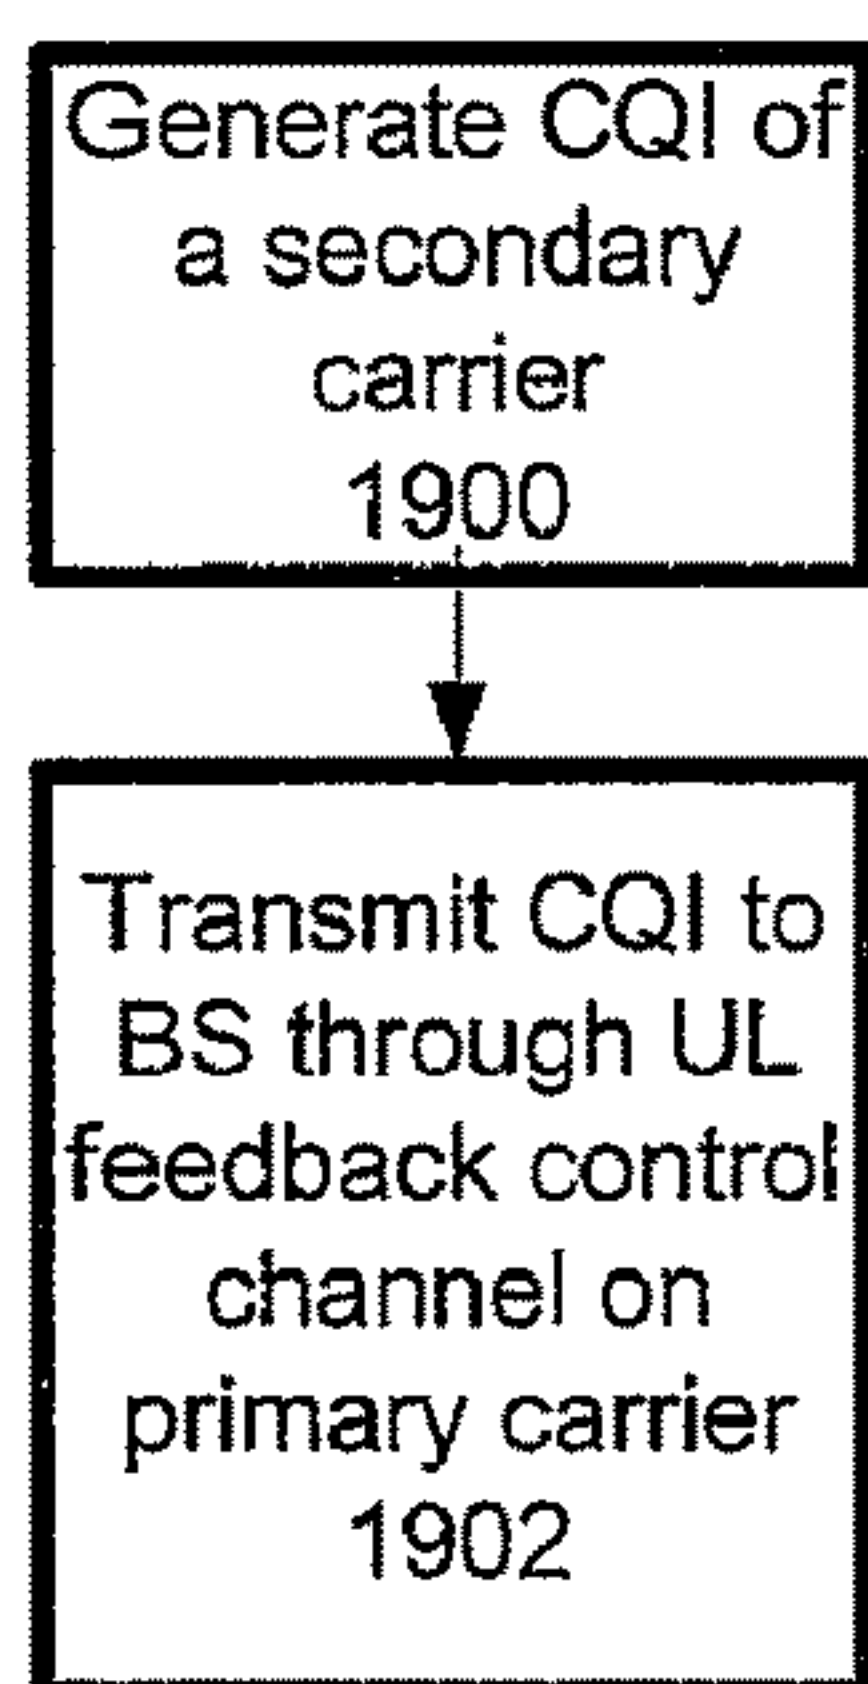 Generate CQI of
a secondary
carrier
1900
Transmit CQI to
BS through UL
feedback control
channel on
primary carrier
1902